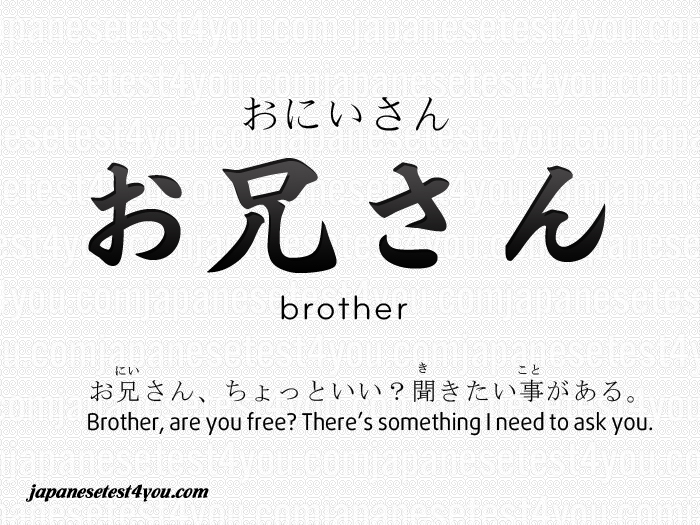 おにいさん
お兄さん
brother
にい き こと
お兄さん、ちょっといい？聞きたい事がある。
Brother, are you free? There's something I need to ask you.
japanesetest4you.com